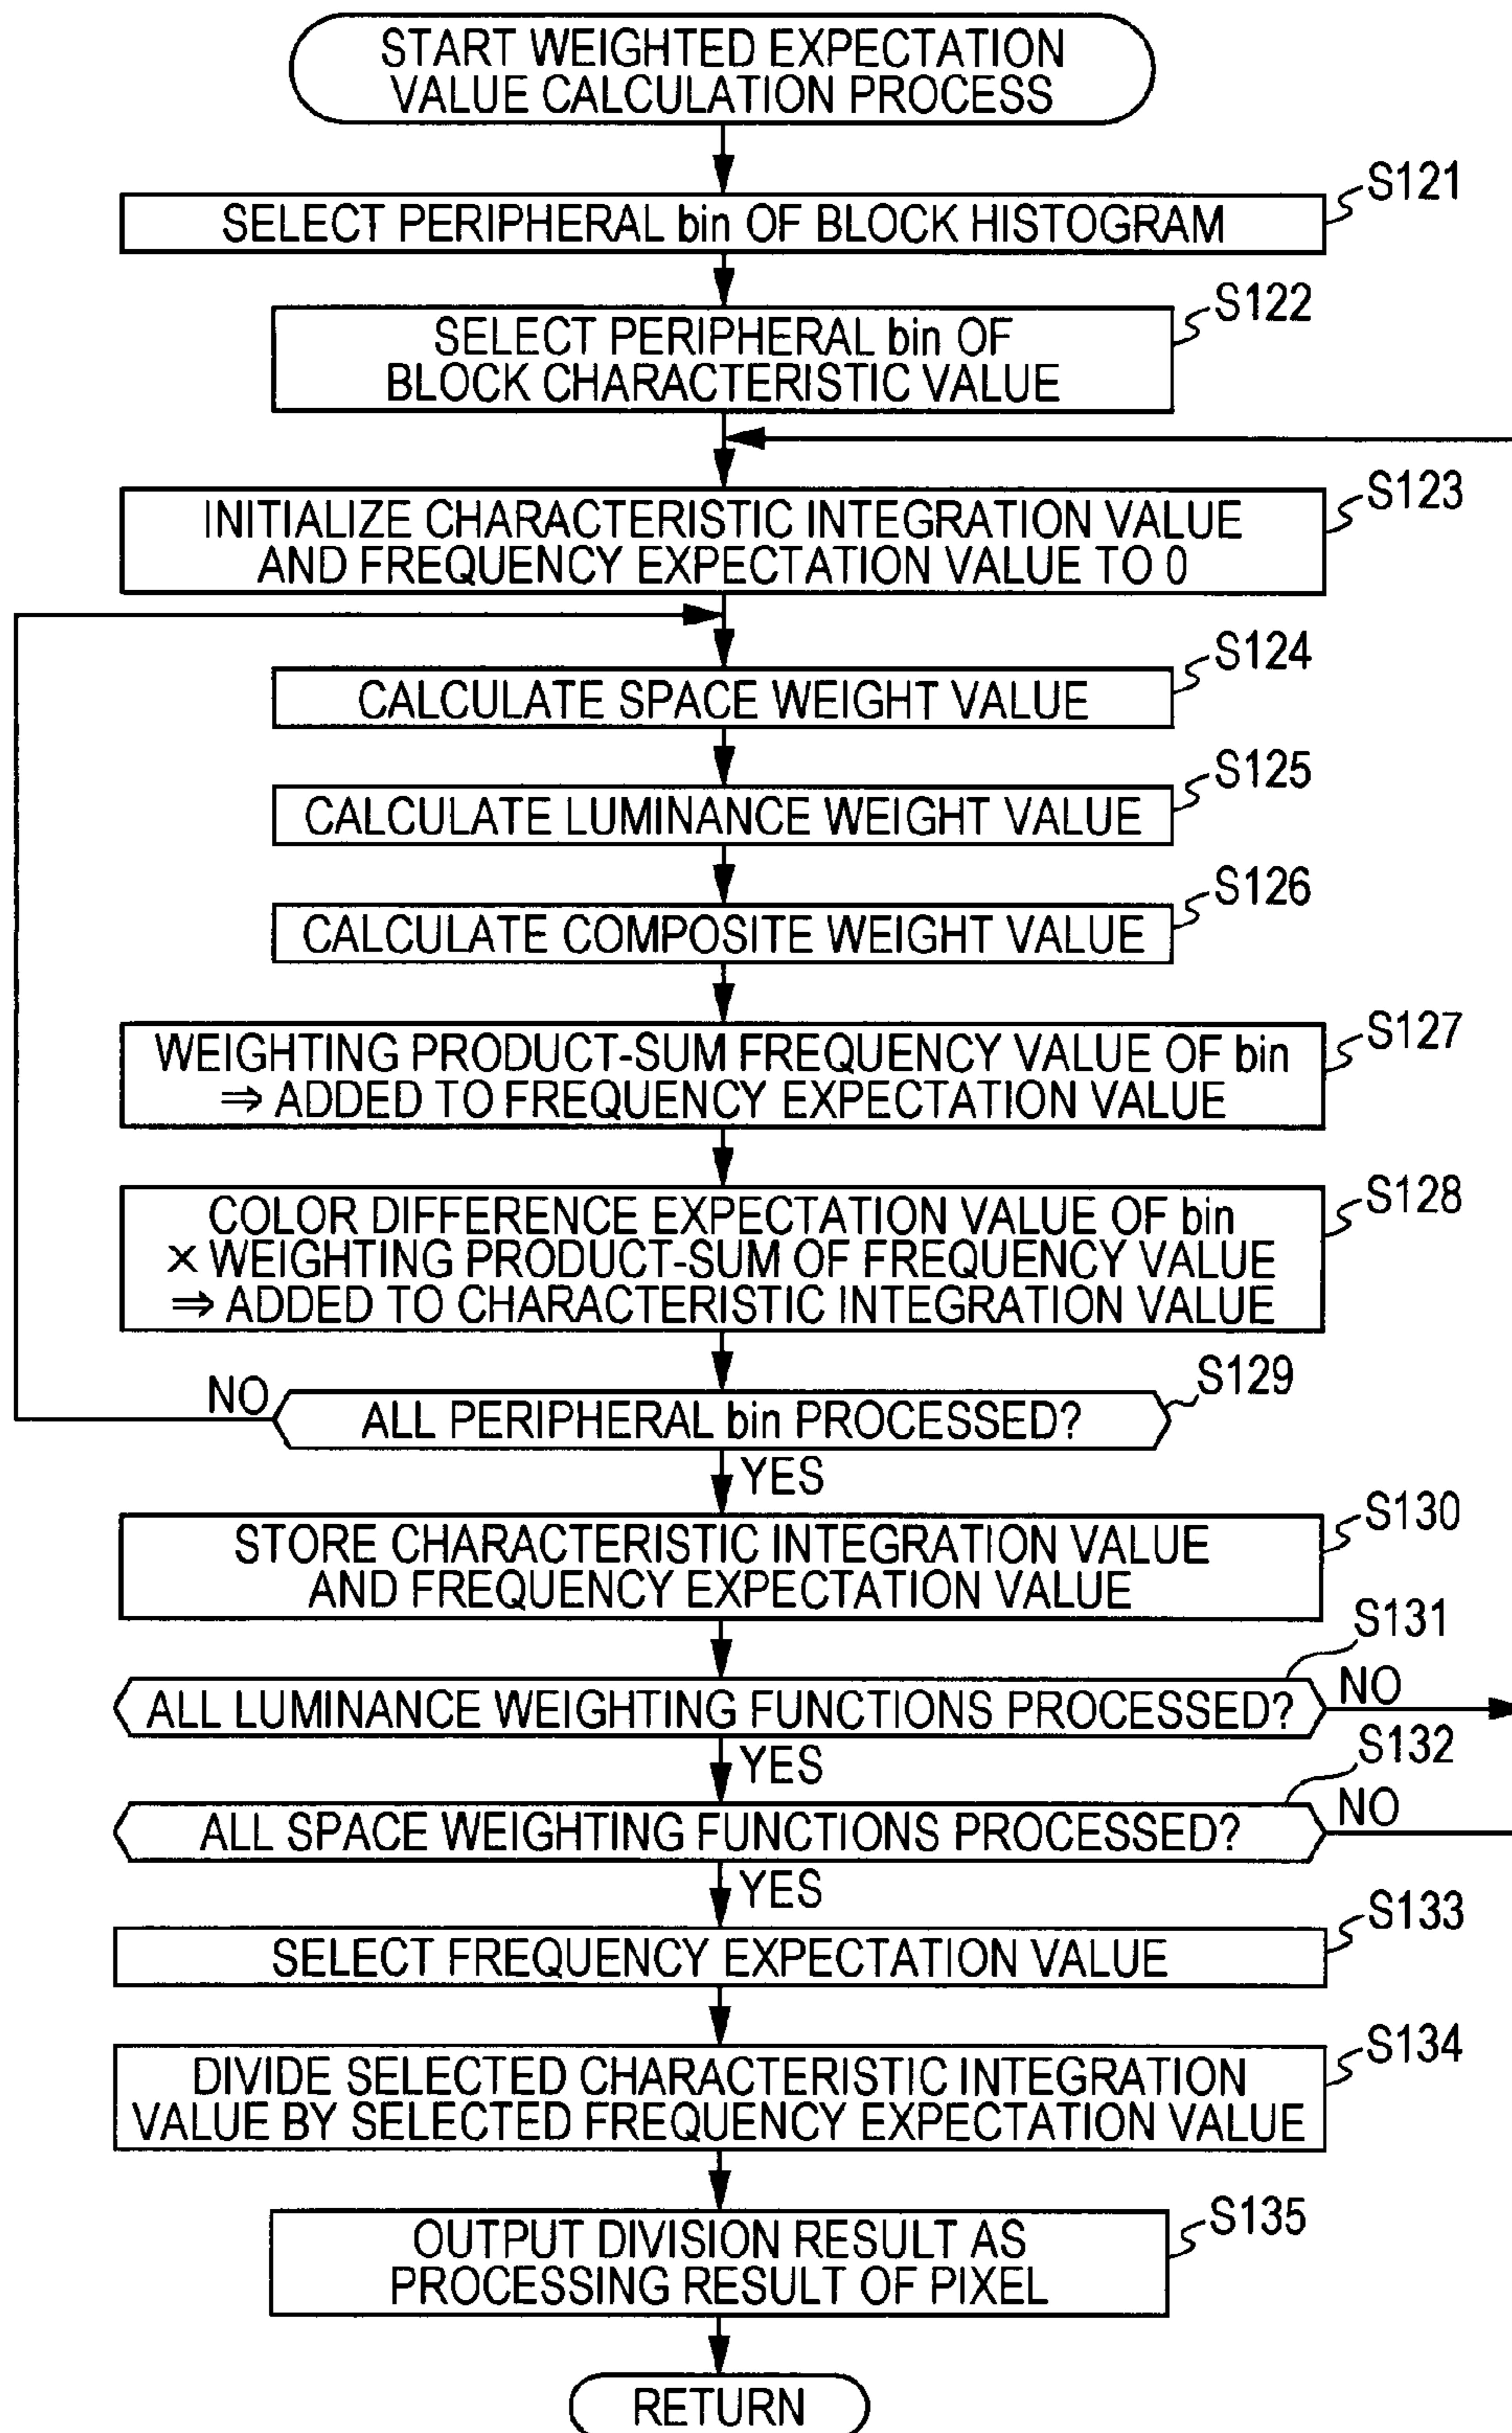 START WEIGHTED EXPECTATION
VALUE CALCULATION PROCESS
S121
SELECT PERIPHERAL bin OF BLOCK HISTOGRAM
S122
SELECT PERIPHERAL bin OF
BLOCK CHARACTERISTIC VALUE
S123
INITIALIZE CHARACTERISTIC INTEGRATION VALUE
AND FREQUENCY EXPECTATION VALUE TO 0
S124
CALCULATE SPACE WEIGHT VALUE
S125
CALCULATE LUMINANCE WEIGHT VALUE
S126
CALCULATE COMPOSITE WEIGHT VALUE
S127
WEIGHTING PRODUCT-SUM FREQUENCY VALUE OF bin
⇒ ADDED TO FREQUENCY EXPECTATION VALUE
S128
COLOR DIFFERENCE EXPECTATION VALUE OF bin
× WEIGHTING PRODUCT-SUM OF FREQUENCY VALUE
⇒ ADDED TO CHARACTERISTIC INTEGRATION VALUE
S129
NO
ALL PERIPHERAL bin PROCESSED?
YES
S130
STORE CHARACTERISTIC INTEGRATION VALUE
AND FREQUENCY EXPECTATION VALUE
S131
ALL LUMINANCE WEIGHTING FUNCTIONS PROCESSED?
NO
YES
S132
ALL SPACE WEIGHTING FUNCTIONS PROCESSED?
NO
YES
S133
SELECT FREQUENCY EXPECTATION VALUE
S134
DIVIDE SELECTED CHARACTERISTIC INTEGRATION
VALUE BY SELECTED FREQUENCY EXPECTATION VALUE
S135
OUTPUT DIVISION RESULT AS
PROCESSING RESULT OF PIXEL
RETURN